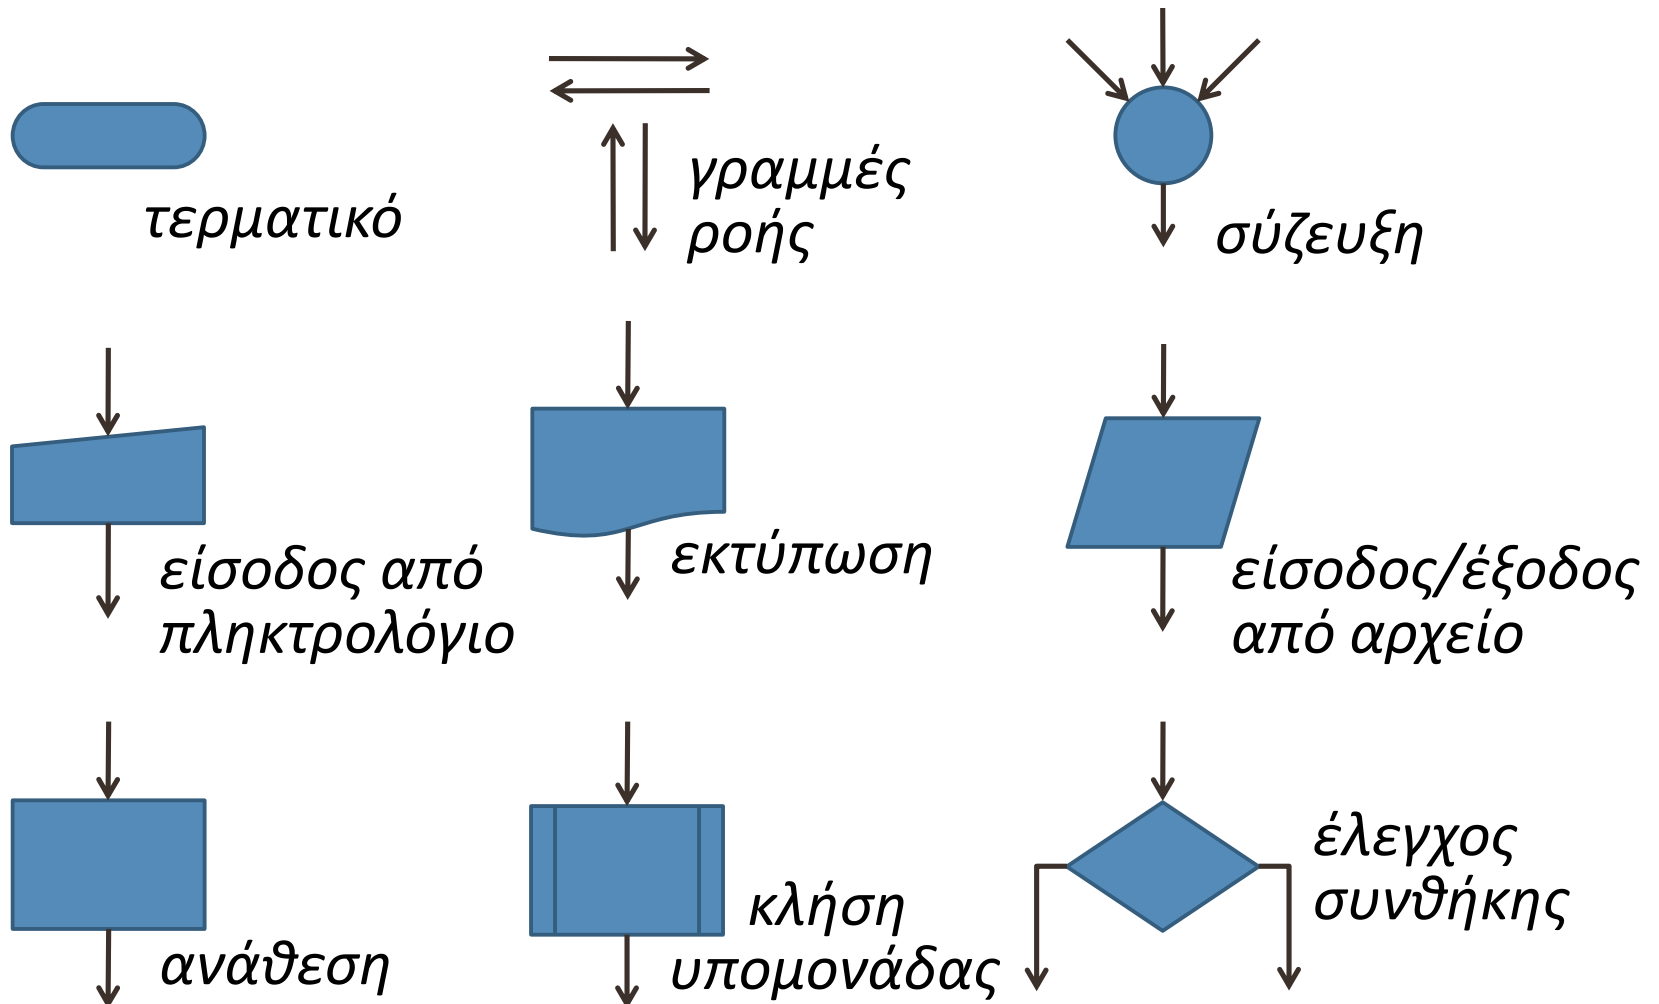 τερματικό
γραμμές
ροής
σύζευξη
είσοδος από
πληκτρολόγιο
εκτύπωση
είσοδος/έξοδος
από αρχείο
ανάθεση
κλήση
υπομονάδας
έλεγχος
συνθήκης